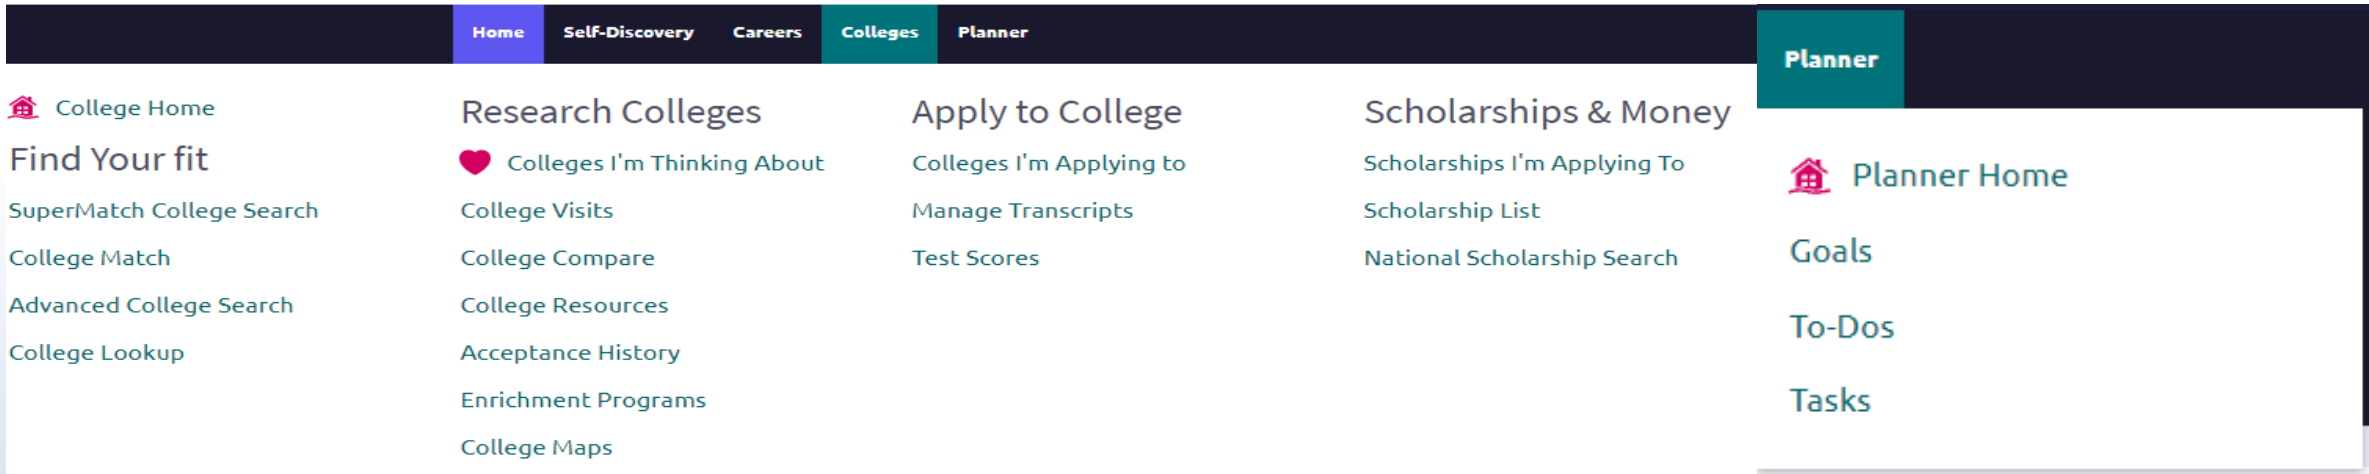 Home Self-Discovery Careers Colleges Planner
College Home
Find Your fit
SuperMatch College Search
College Match
Advanced College Search
College Lookup
Research Colleges
Colleges I'm Thinking About
College Visits
College Compare
College Resources
Acceptance History
Enrichment Programs
College Maps
Apply to College
Colleges I'm Applying to
Manage Transcripts
Test Scores
Scholarships & Money
Scholarships I'm Applying To
Scholarship List
National Scholarship Search
Planner
Planner Home
Goals
To-Dos
Tasks